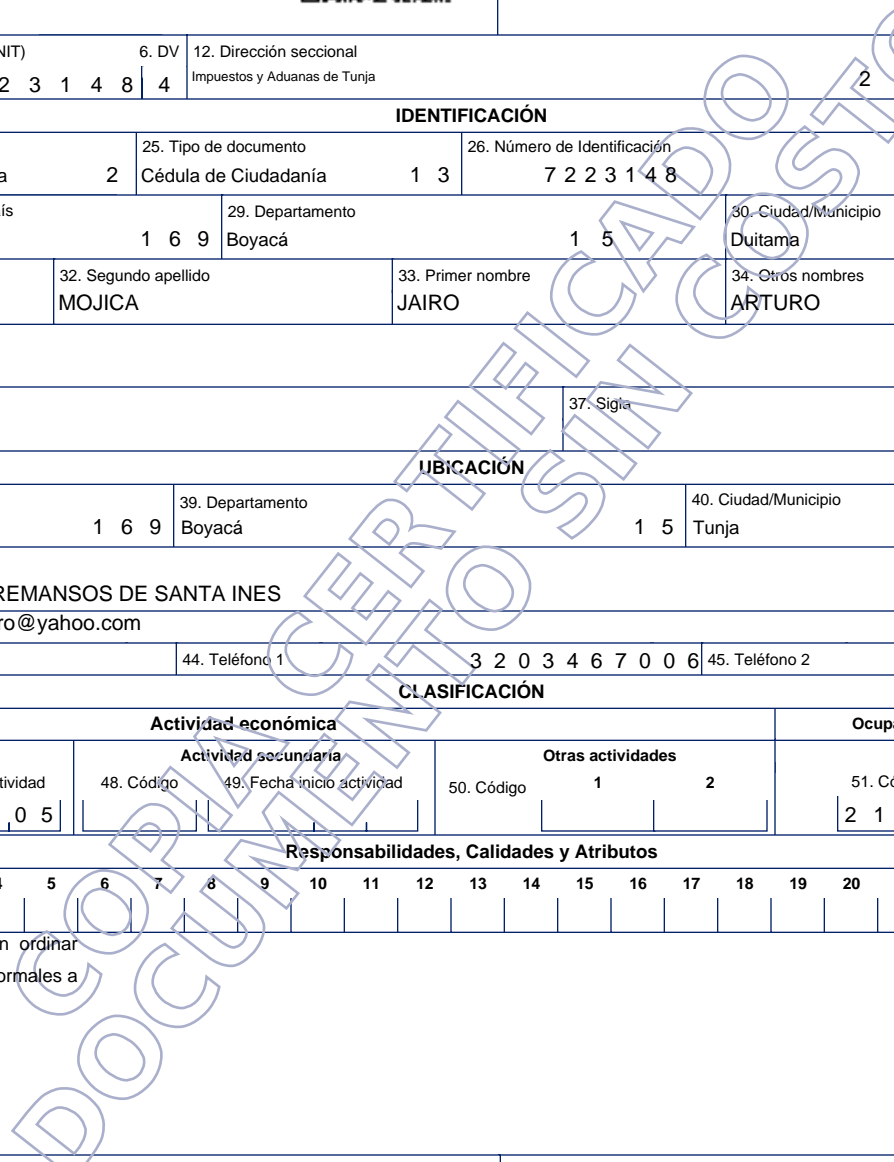 NIT) 6. DV 12. Dirección seccional
2 3 1 4 8 4 Impuestos y Aduanas de Tunja 2
IDENTIFICACIÓN
25. Tipo de documento 26. Número de Identificación
a 2 Cédula de Ciudadanía 1 3 7 2 2 3 1 4 8
ís 29. Departamento 30. Ciudad/Municipio
1 6 9 Boyacá 1 5 Duitama
32. Segundo apellido 33. Primer nombre 34. Otros nombres
MOJICA JAIRO ARTURO
37. Sigla
UBICACIÓN
39. Departamento 40. Ciudad/Municipio
1 6 9 Boyacá 1 5 Tunja
REMANSOS DE SANTA INES
ro@yahoo.com
44. Teléfono 1 3 2 0 3 4 6 7 0 0 6 45. Teléfono 2
CLASIFICACIÓN
Actividad económica Ocupa
Actividad secundaria Otras actividades
tividad 48. Código 49. Fecha inicio actividad 50. Código 1 2 51. Có
0 5 2 1
Responsabilidades, Calidades y Atributos
4 5 6 7 8 9 10 11 12 13 14 15 16 17 18 19 20
n ordinar
ormales a
COPIA CERTIFICADO
DOCUMENTO SIN COSTO